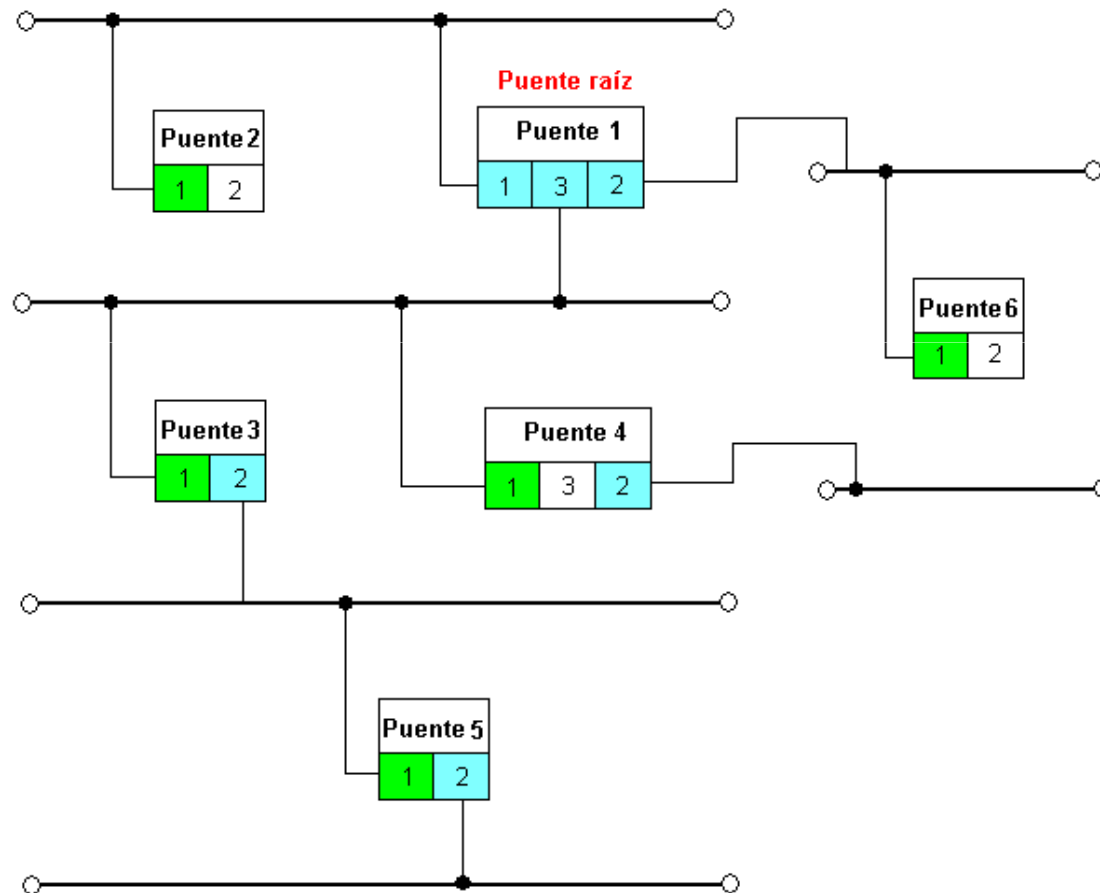 Puente raíz
Puente 2
1 2
Puente 1
1 3 2
Puente 6
1 2
Puente 3
1 2
Puente 4
1 3 2
Puente 5
1 2